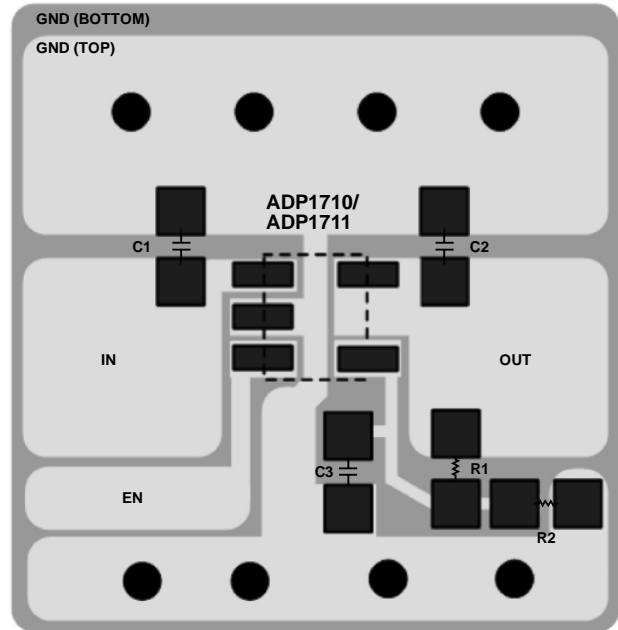 GND (BOTTOM)
GND (TOP)
ADP1710/
ADP1711
C1
C2
IN
OUT
C3
R1
EN
R2